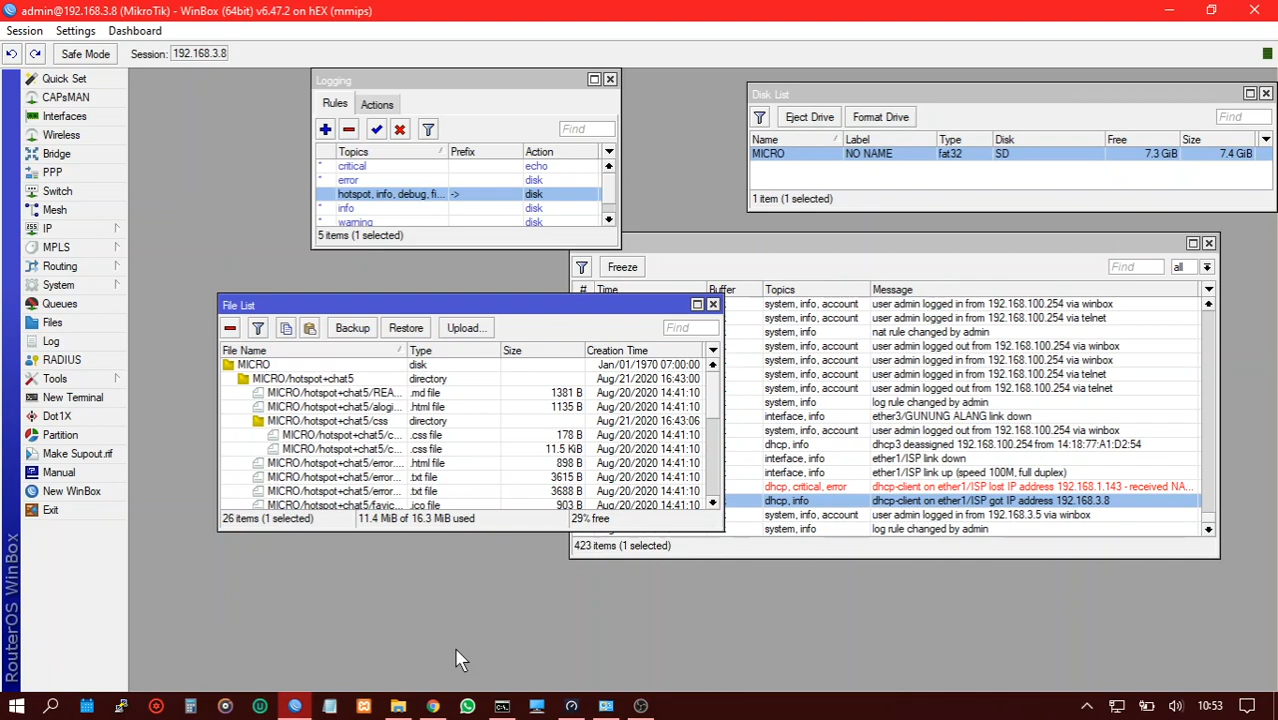 admin@192.168.3.8 (MikroTik) - WinBox (64bit) v6.47.2 on hEX (mmips)
Session Settings Dashboard
Safe Mode Session: 192.168.3.8
Quick Set
CAPsMAN
Interfaces
Wireless
Bridge
PPP
Switch
Mesh
IP
MPLS
Routing
System
Queues
Files
Log
RADIUS
Tools
New Terminal
Dot1X
Partition
Make Supout.rif
Manual
New WinBox
Exit
RouterOS WinBox
Logging
Rules Actions
Find
Topics Prefix Action
* critical echo
* error disk
hotspot, info, debug, fi... -> disk
* info disk
* warning disk
5 items (1 selected)
Disk List
Eject Drive Format Drive Find
Name Label Type Disk Free Size
MICRO NO NAME fat32 SD 7.3 GiB 7.4 GiB
1 item (1 selected)
File List
Backup Restore Upload... Find
File Name Type Size Creation Time
MICRO disk Jan/01/1970 07:00:00
MICRO/hotspot+chat5 directory Aug/21/2020 16:43:00
MICRO/hotspot+chat5/REA... .md file 1381 B Aug/20/2020 14:41:10
MICRO/hotspot+chat5/alogi... .html file 1135 B Aug/20/2020 14:41:10
MICRO/hotspot+chat5/css directory Aug/21/2020 16:43:06
MICRO/hotspot+chat5/c... .css file 178 B Aug/20/2020 14:41:10
MICRO/hotspot+chat5/c... .css file 11.5 KiB Aug/20/2020 14:41:10
MICRO/hotspot+chat5/error.... .html file 898 B Aug/20/2020 14:41:10
MICRO/hotspot+chat5/error.... .txt file 3615 B Aug/20/2020 14:41:10
MICRO/hotspot+chat5/error... .txt file 3688 B Aug/20/2020 14:41:10
MICRO/hotspot+chat5/favic... .ico file 903 B Aug/20/2020 14:41:10
26 items (1 selected) 11.4 MiB of 16.3 MiB used 29% free
Freeze Find all
# Time Buffer Topics Message
system, info, account user admin logged in from 192.168.100.254 via winbox
system, info, account user admin logged in from 192.168.100.254 via telnet
system, info nat rule changed by admin
system, info, account user admin logged out from 192.168.100.254 via winbox
system, info, account user admin logged out from 192.168.100.254 via telnet
system, info, account user admin logged in from 192.168.100.254 via winbox
system, info, account user admin logged in from 192.168.100.254 via telnet
system, info, account user admin logged out from 192.168.100.254 via telnet
system, info log rule changed by admin
interface, info ether3/GUNUNG ALANG link down
system, info, account user admin logged out from 192.168.100.254 via winbox
dhcp, info dhcp3 deassigned 192.168.100.254 from 14:18:77:A1:D2:54
interface, info ether1/ISP link down
interface, info ether1/ISP link up (speed 100M, full duplex)
dhcp, critical, error dhcp-client on ether1/ISP lost IP address 192.168.1.143 - received NA...
dhcp, info dhcp-client on ether1/ISP got IP address 192.168.3.8
system, info, account user admin logged in from 192.168.3.5 via winbox
system, info log rule changed by admin
423 items (1 selected)
10:53